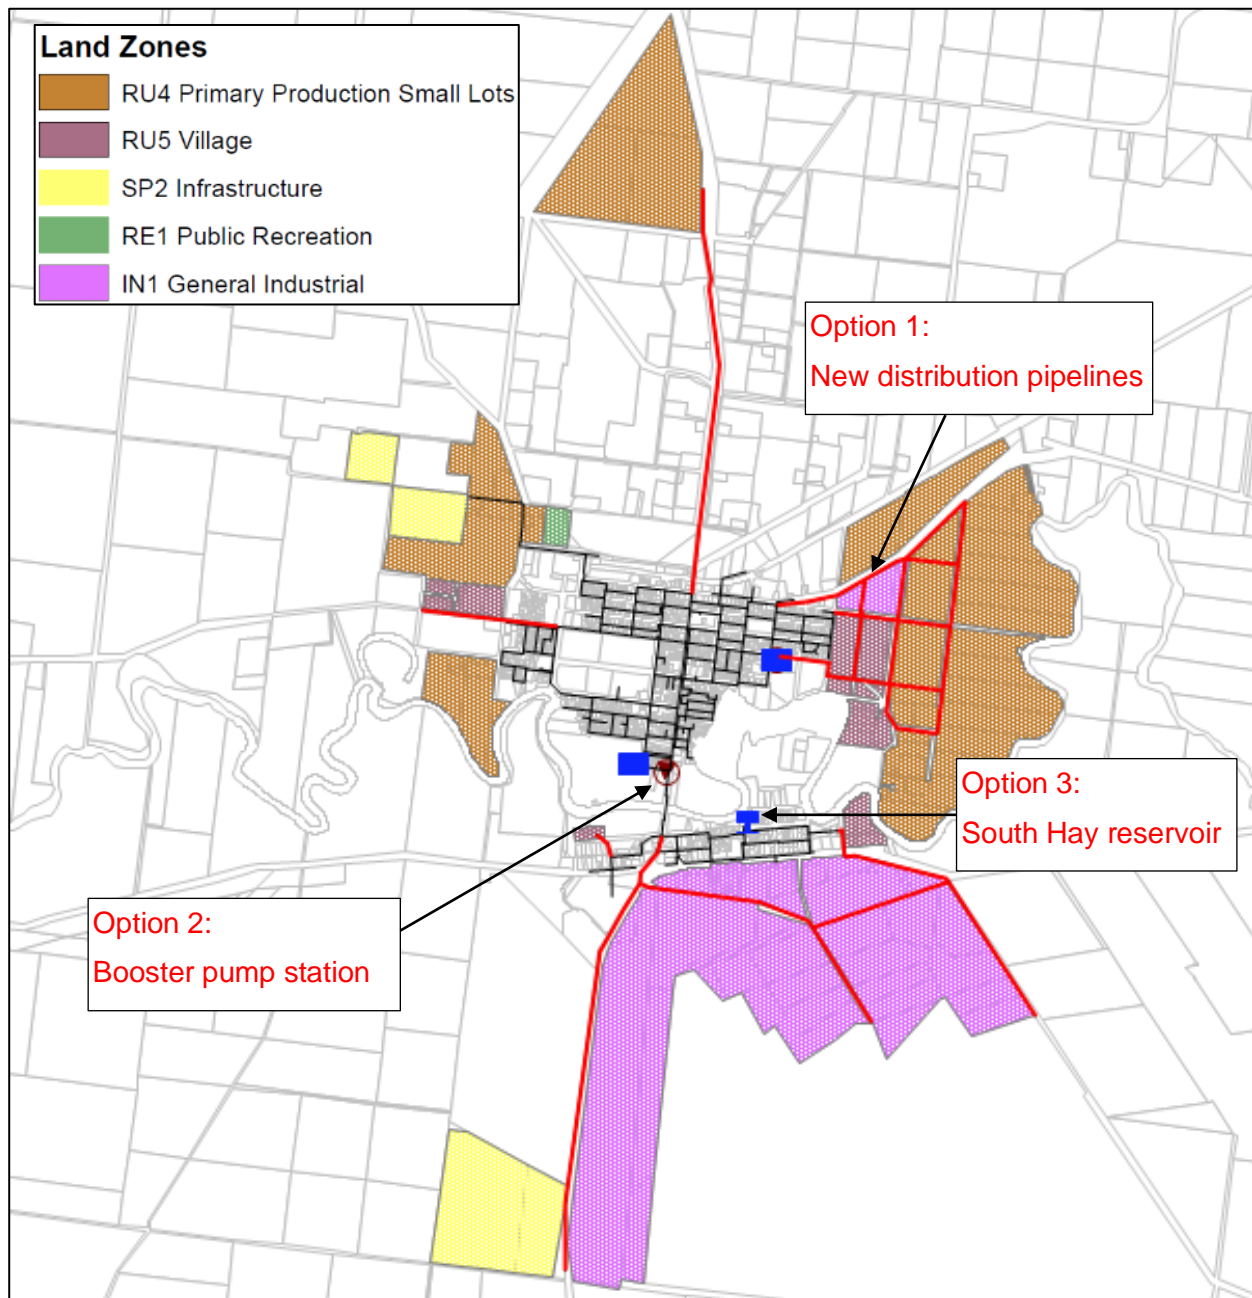 Land Zones
RU4 Primary Production Small Lots
RU5 Village
SP2 Infrastructure
RE1 Public Recreation
IN1 General Industrial
Option 1:
New distribution pipelines
Option 3:
South Hay reservoir
Option 2:
Booster pump station